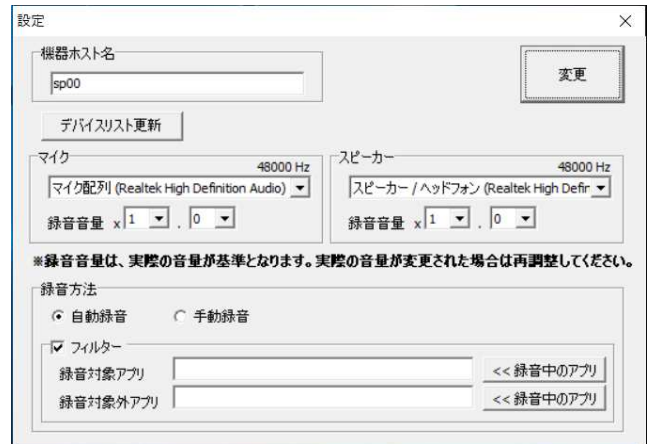 設定
機器ホスト名
sp00
変更
デバイスリスト更新
マイク
48000 Hz
マイク配列 (Realtek High Definition Audio)
録音音量 x 1 . 0
スピーカー
48000 Hz
スピーカー / ヘッドフォン (Realtek High Defir
録音音量 x 1 . 0
※録音音量は、実際の音量が基準となります。実際の音量が変更された場合は再調整してください。
録音方法
自動録音 手動録音
フィルター
録音対象アプリ << 録音中のアプリ
録音対象外アプリ << 録音中のアプリ